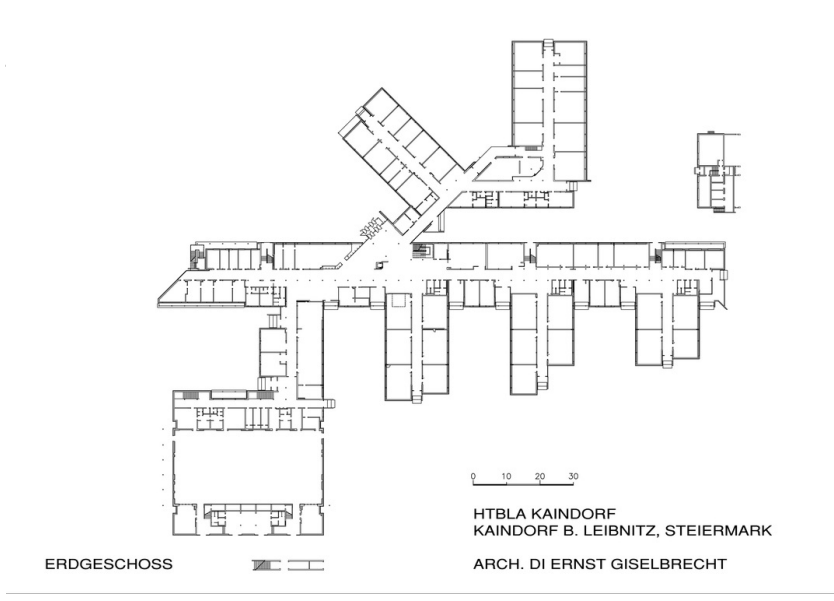 0 10 20 30
HTBLA KAINDORF
KAINDORF B. LEIBNITZ, STEIERMARK
ERDGESCHOSS
ARCH. DI ERNST GISELBRECHT